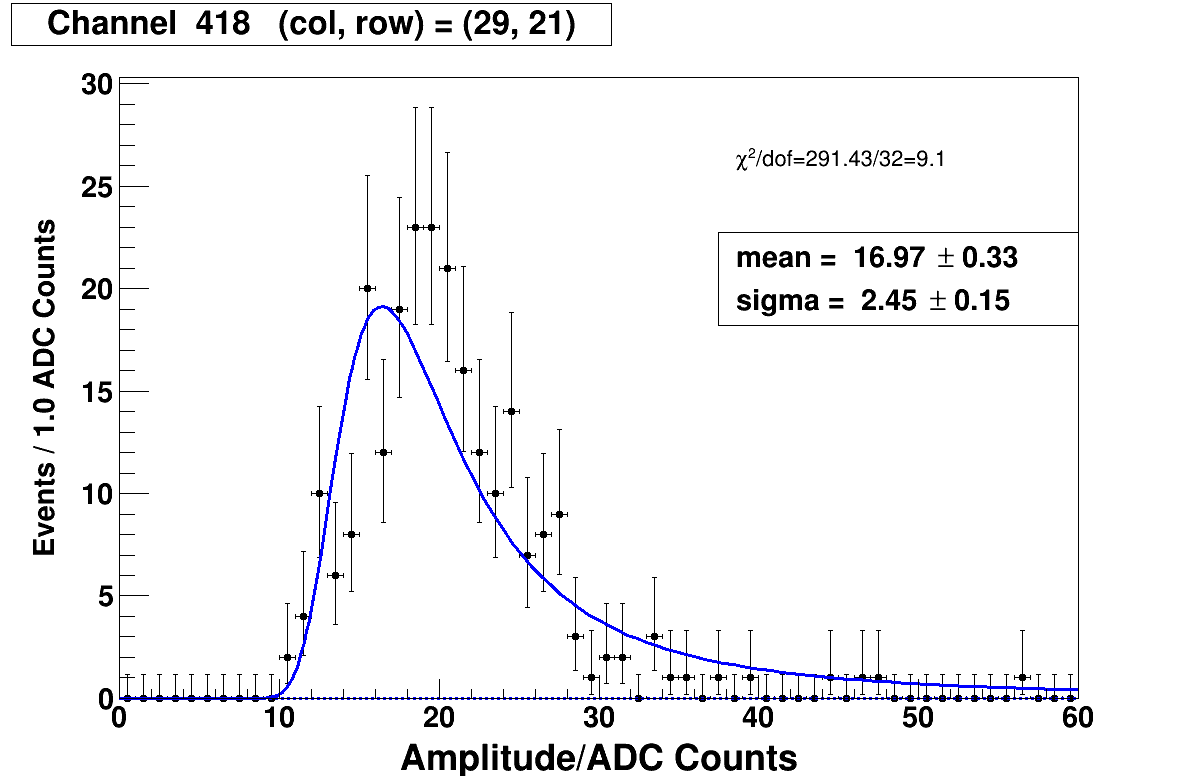 Channel 418 (col, row) = (29, 21)
30
25
20
15
10
5
0
Events / 1.0 ADC Counts
χ²/dof=291.43/32=9.1
mean = 16.97 ± 0.33
sigma = 2.45 ± 0.15
0 10 20 30 40 50 60
Amplitude/ADC Counts